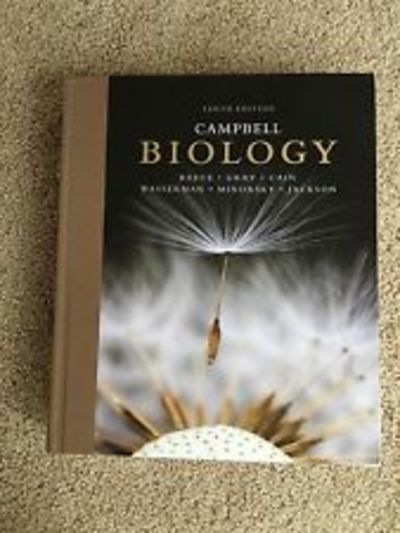 TENTH EDITION
CAMPBELL
BIOLOGY
REECE • URRY • CAIN
WASSERMAN • MINORSKY • JACKSON